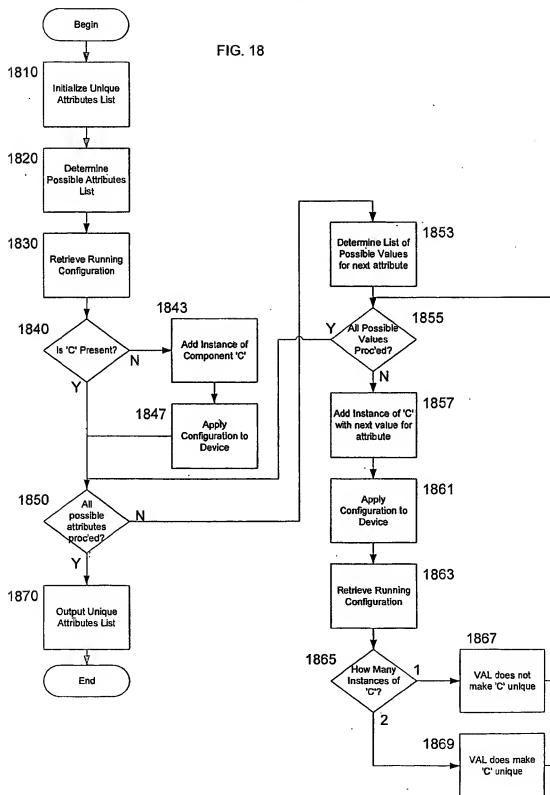 Begin
FIG. 18
1810
Initialize Unique
Attributes List
1820
Determine
Possible Attributes
List
1830
Retrieve Running
Configuration
1840
Is 'C' Present?
N
Y
1843
Add Instance of
Component 'C'
1847
Apply
Configuration to
Device
1850
All
possible
attributes
proc'ed?
N
Y
1870
Output Unique
Attributes List
End
1853
Determine List of
Possible Values
for next attribute
1855
All Possible
Values
Proc'ed?
Y
N
1857
Add Instance of 'C'
with next value for
attribute
1861
Apply
Configuration to
Device
1863
Retrieve Running
Configuration
1865
How Many
Instances of
'C'?
1
2
1867
VAL does not
make 'C' unique
1869
VAL does make
'C' unique